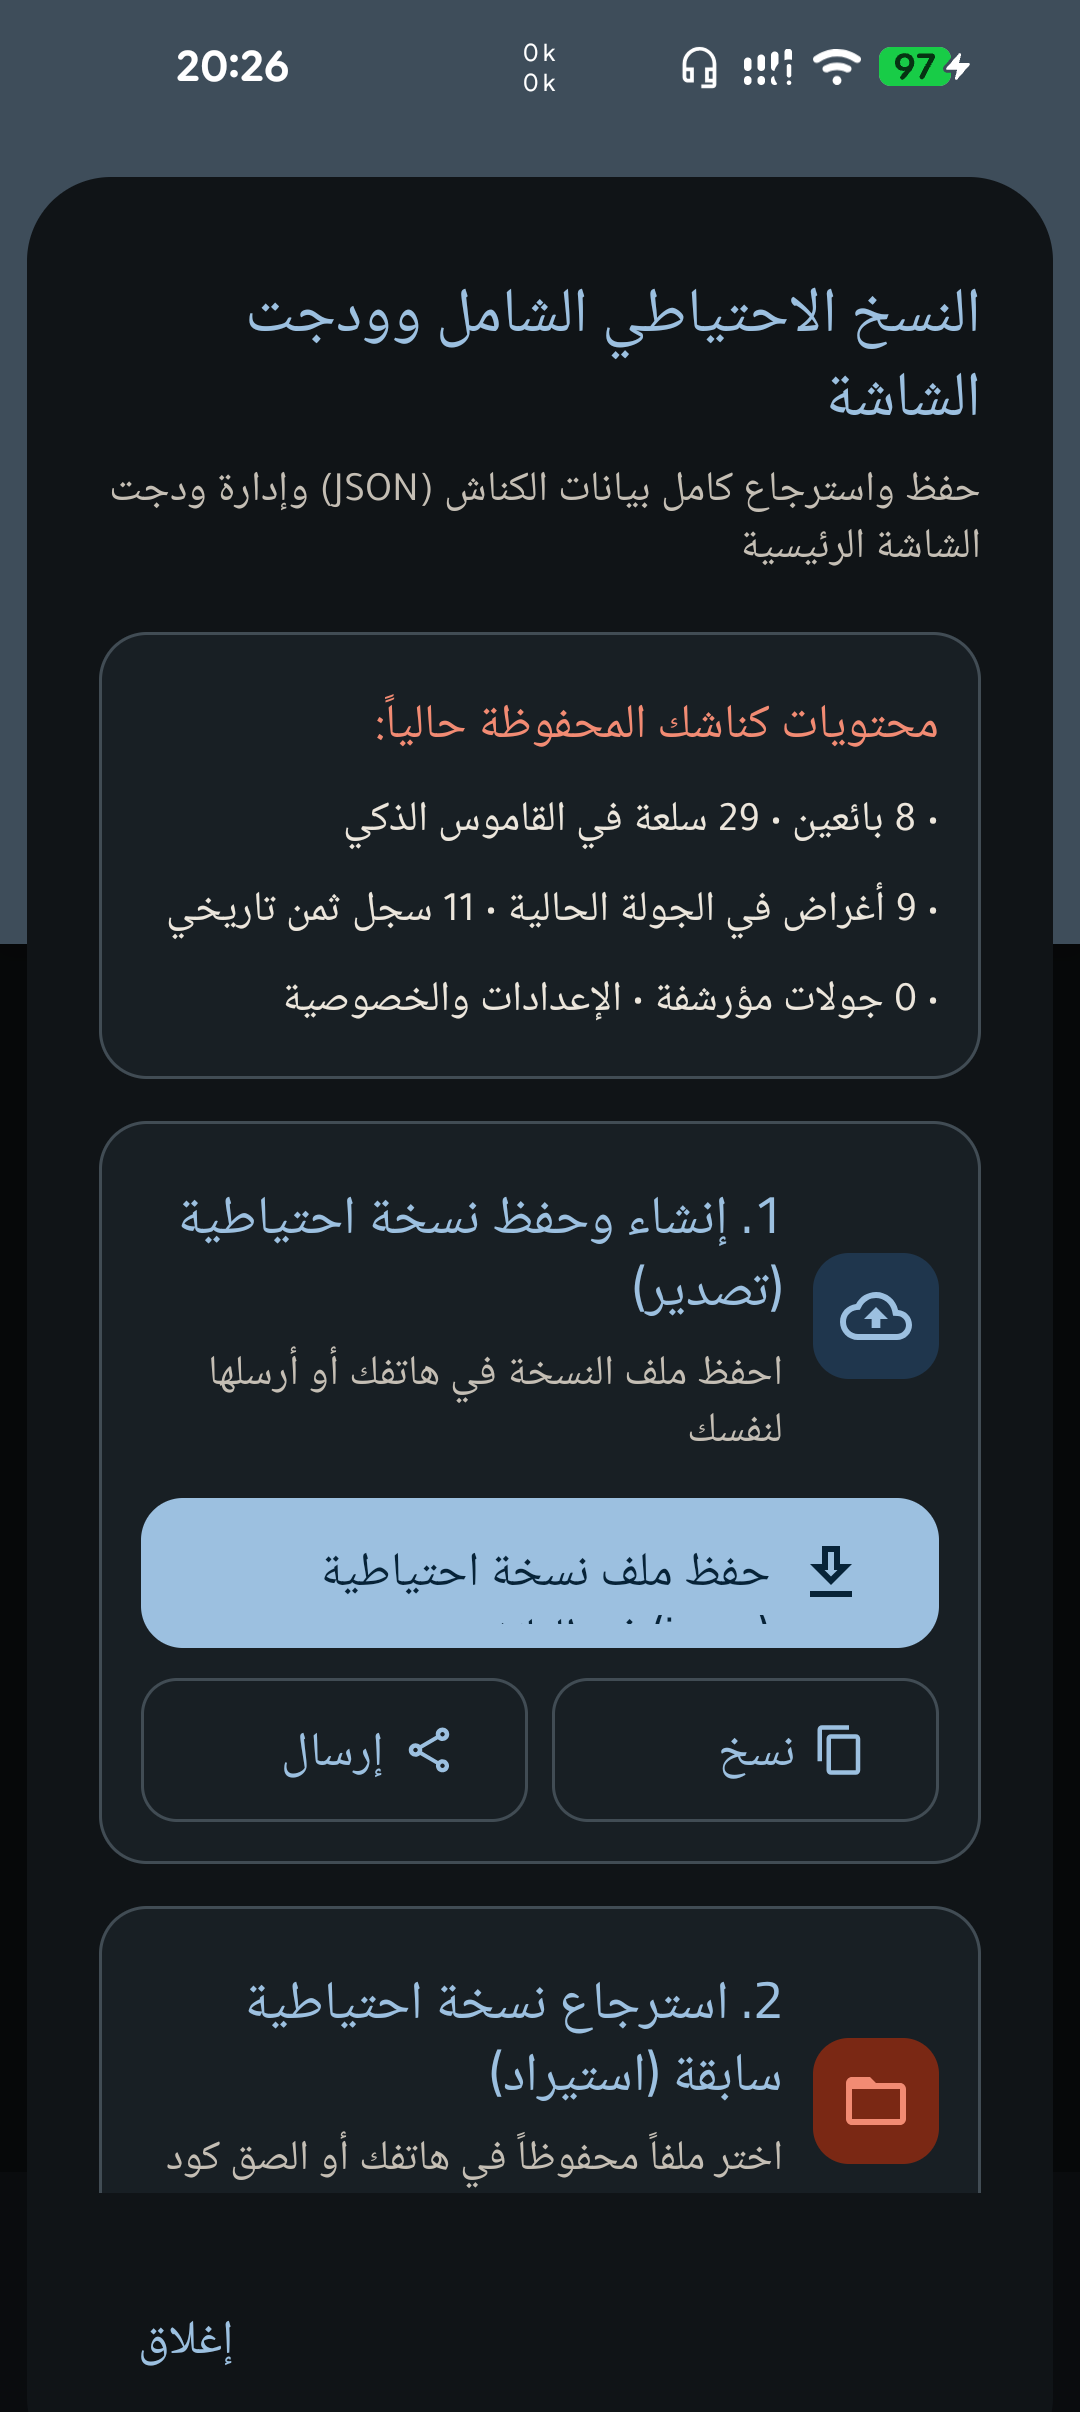 20:26
0 k
0 k
97
النسخ الاحتياطي الشامل وودجت
الشاشة
حفظ واسترجاع كامل بيانات الكناش (JSON) وإدارة ودجت
الشاشة الرئيسية
محتويات كناشك المحفوظة حالياً:
• 8 بائعين • 29 سلعة في القاموس الذكي
• 9 أغراض في الجولة الحالية • 11 سجل ثمن تاريخي
• 0 جولات مؤرشفة • الإعدادات والخصوصية
1. إنشاء وحفظ نسخة احتياطية
(تصدير)
احفظ ملف النسخة في هاتفك أو أرسلها
لنفسك
حفظ ملف نسخة احتياطية
نسخ
إرسال
2. استرجاع نسخة احتياطية
سابقة (استيراد)
اختر ملفاً محفوظاً في هاتفك أو الصق كود
إغلاق